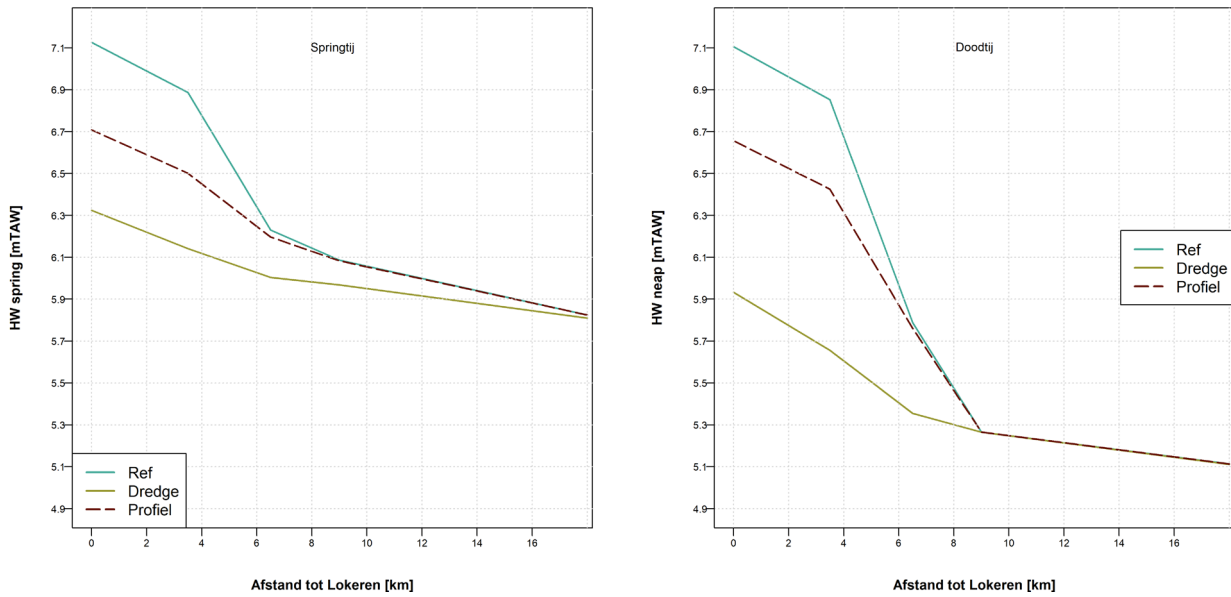 Springtij
HW spring [mTAW]
7.1
6.9
6.7
6.5
6.3
6.1
5.9
5.7
5.5
5.3
5.1
4.9
Ref
Dredge
Profiel
0 2 4 6 8 10 12 14 16
Afstand tot Lokeren [km]
Doodtij
HW neap [mTAW]
7.1
6.9
6.7
6.5
6.3
6.1
5.9
5.7
5.5
5.3
5.1
4.9
Ref
Dredge
Profiel
0 2 4 6 8 10 12 14 16
Afstand tot Lokeren [km]